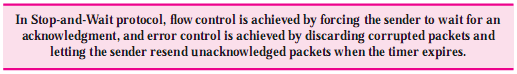 In Stop-and-Wait protocol, flow control is achieved by forcing the sender to wait for an
acknowledgment, and error control is achieved by discarding corrupted packets and
letting the sender resend unacknowledged packets when the timer expires.